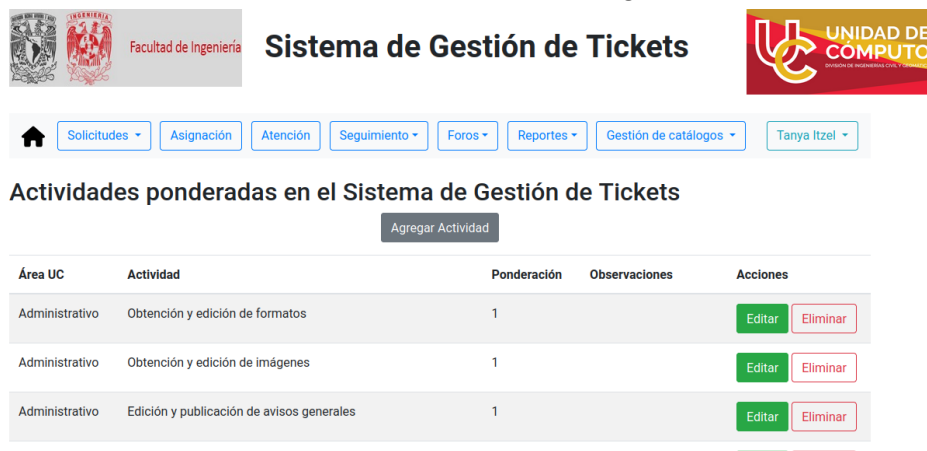 INGENIERIA
Facultad de Ingeniería
Sistema de Gestión de Tickets
UC
UNIDAD DE
CÓMPUTO
Solicitudes
Asignación
Atención
Seguimiento
Foros
Reportes
Gestión de catálogos
Tanya Itzel
Actividades ponderadas en el Sistema de Gestión de Tickets
Agregar Actividad
Área UC Actividad Ponderación Observaciones Acciones
Administrativo Obtención y edición de formatos 1 Editar Eliminar
Administrativo Obtención y edición de imágenes 1 Editar Eliminar
Administrativo Edición y publicación de avisos generales 1 Editar Eliminar